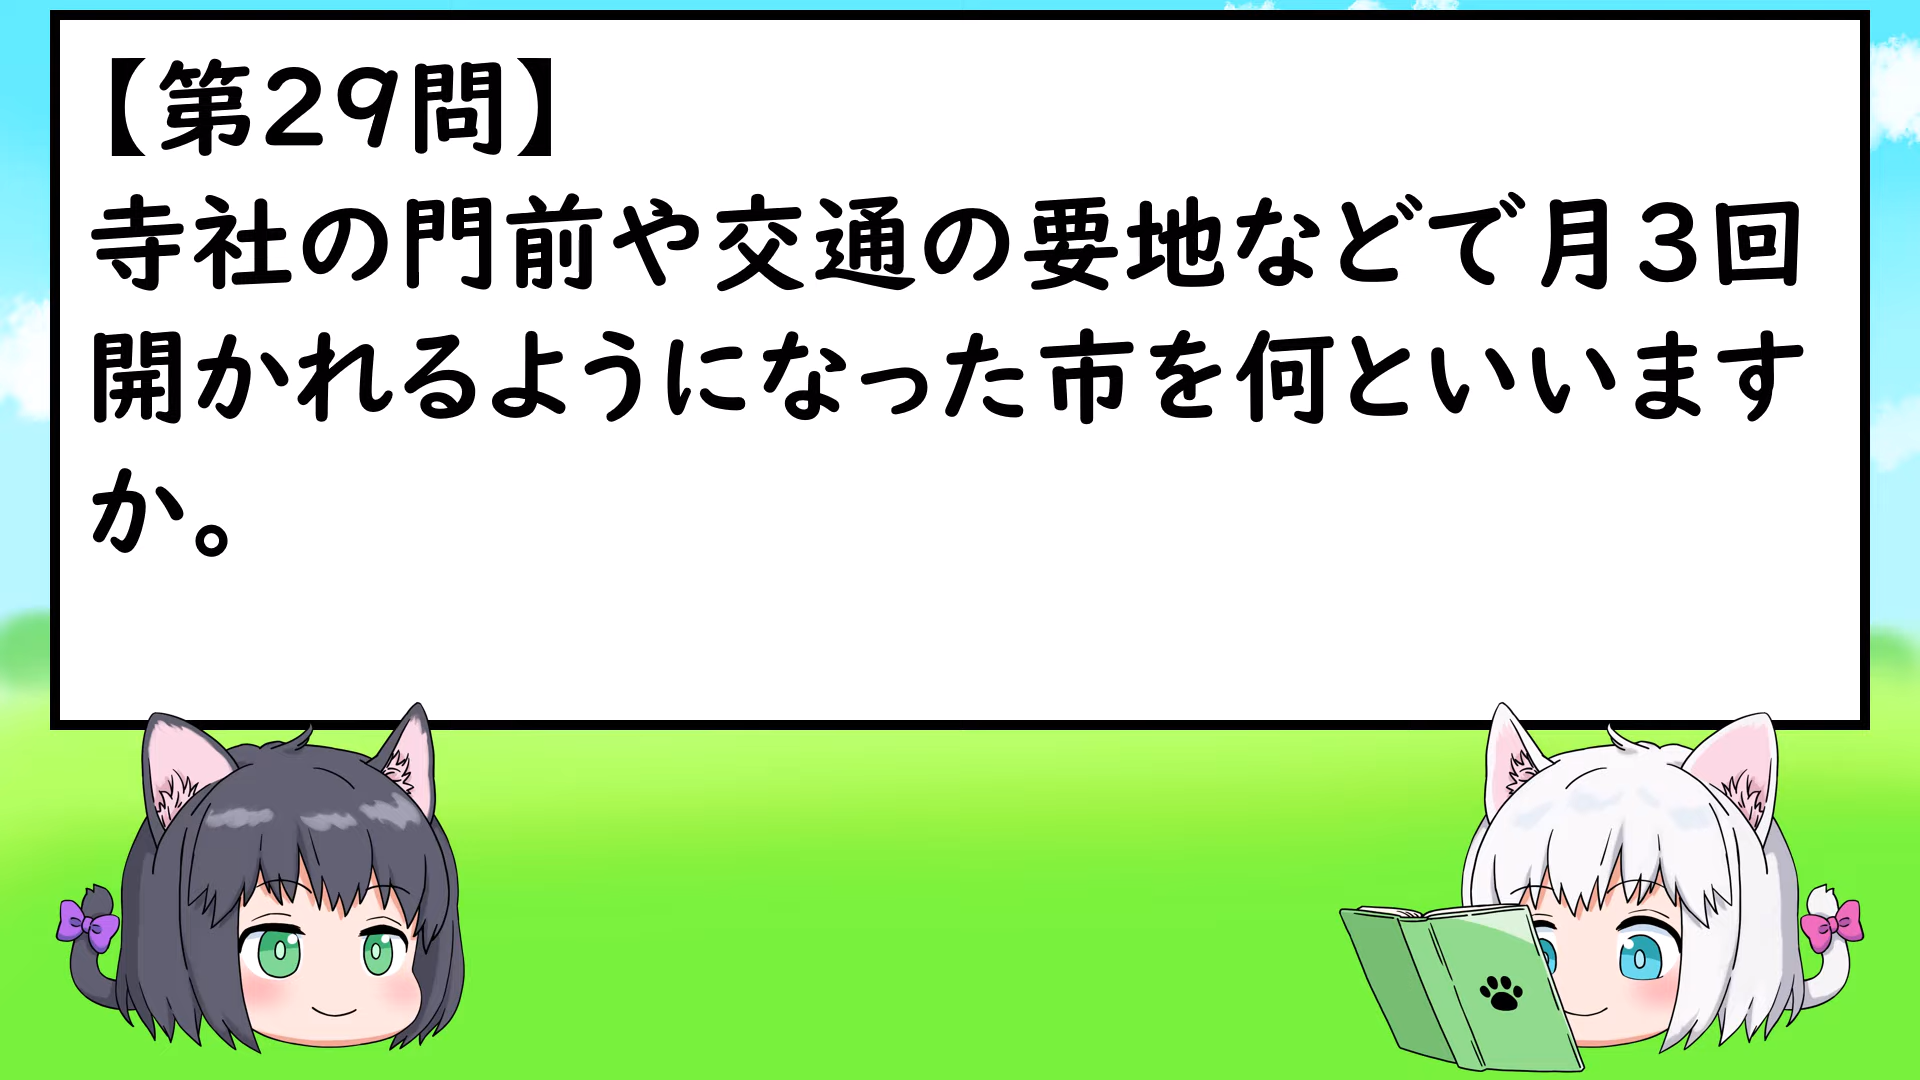 【第29問】
寺社の門前や交通の要地などで月3回
開かれるようになった市を何といいます
か。